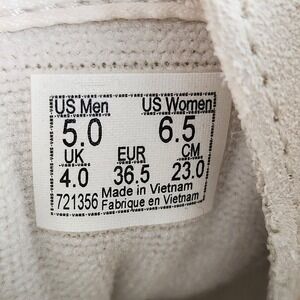 US Men US Women
5.0 6.5
UK EUR CM
4.0 36.5 23.0
721356 Made in Vietnam
Fabrique en Vietnam